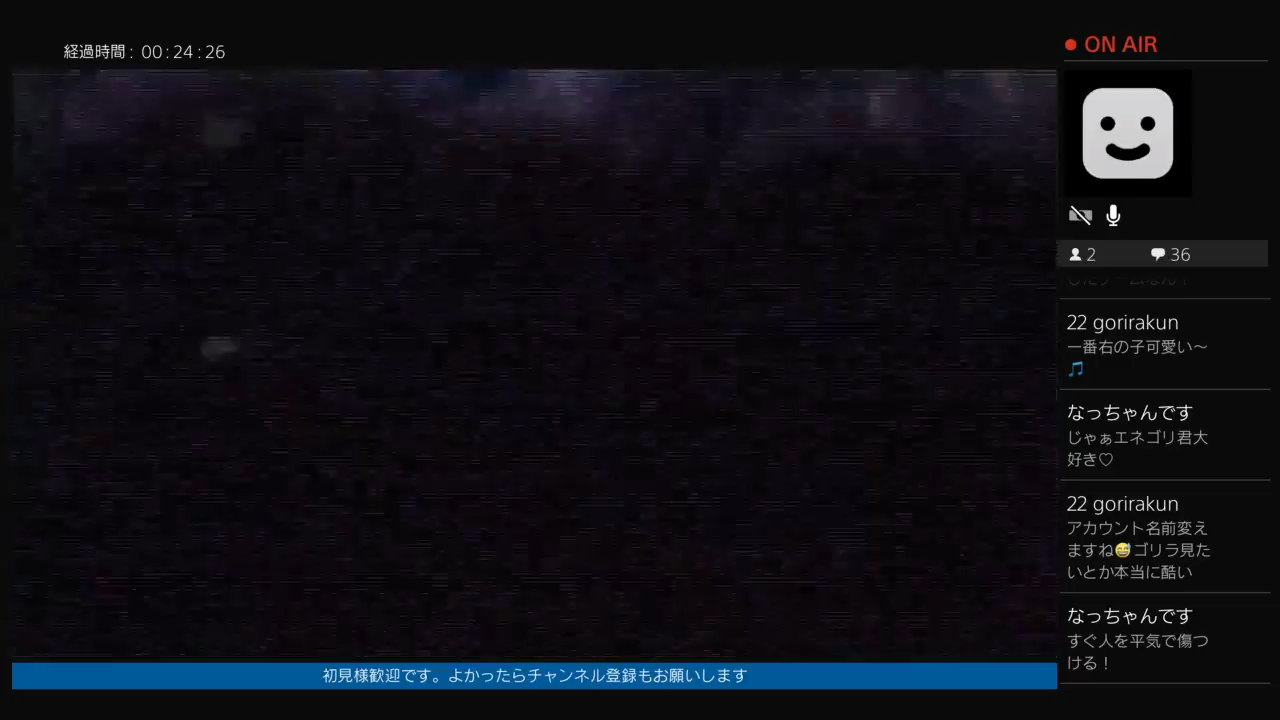 経過時間: 00:24:26
ON AIR
2
36
22 gorirakun
一番右の子可愛い〜
🎵
なっちゃんです
じゃぁエネゴリ君大
好き♡
22 gorirakun
アカウント名前変え
ますね😅ゴリラ見た
いとか本当に酷い
なっちゃんです
すぐ人を平気で傷つ
ける！
初見様歓迎です。よかったらチャンネル登録もお願いします